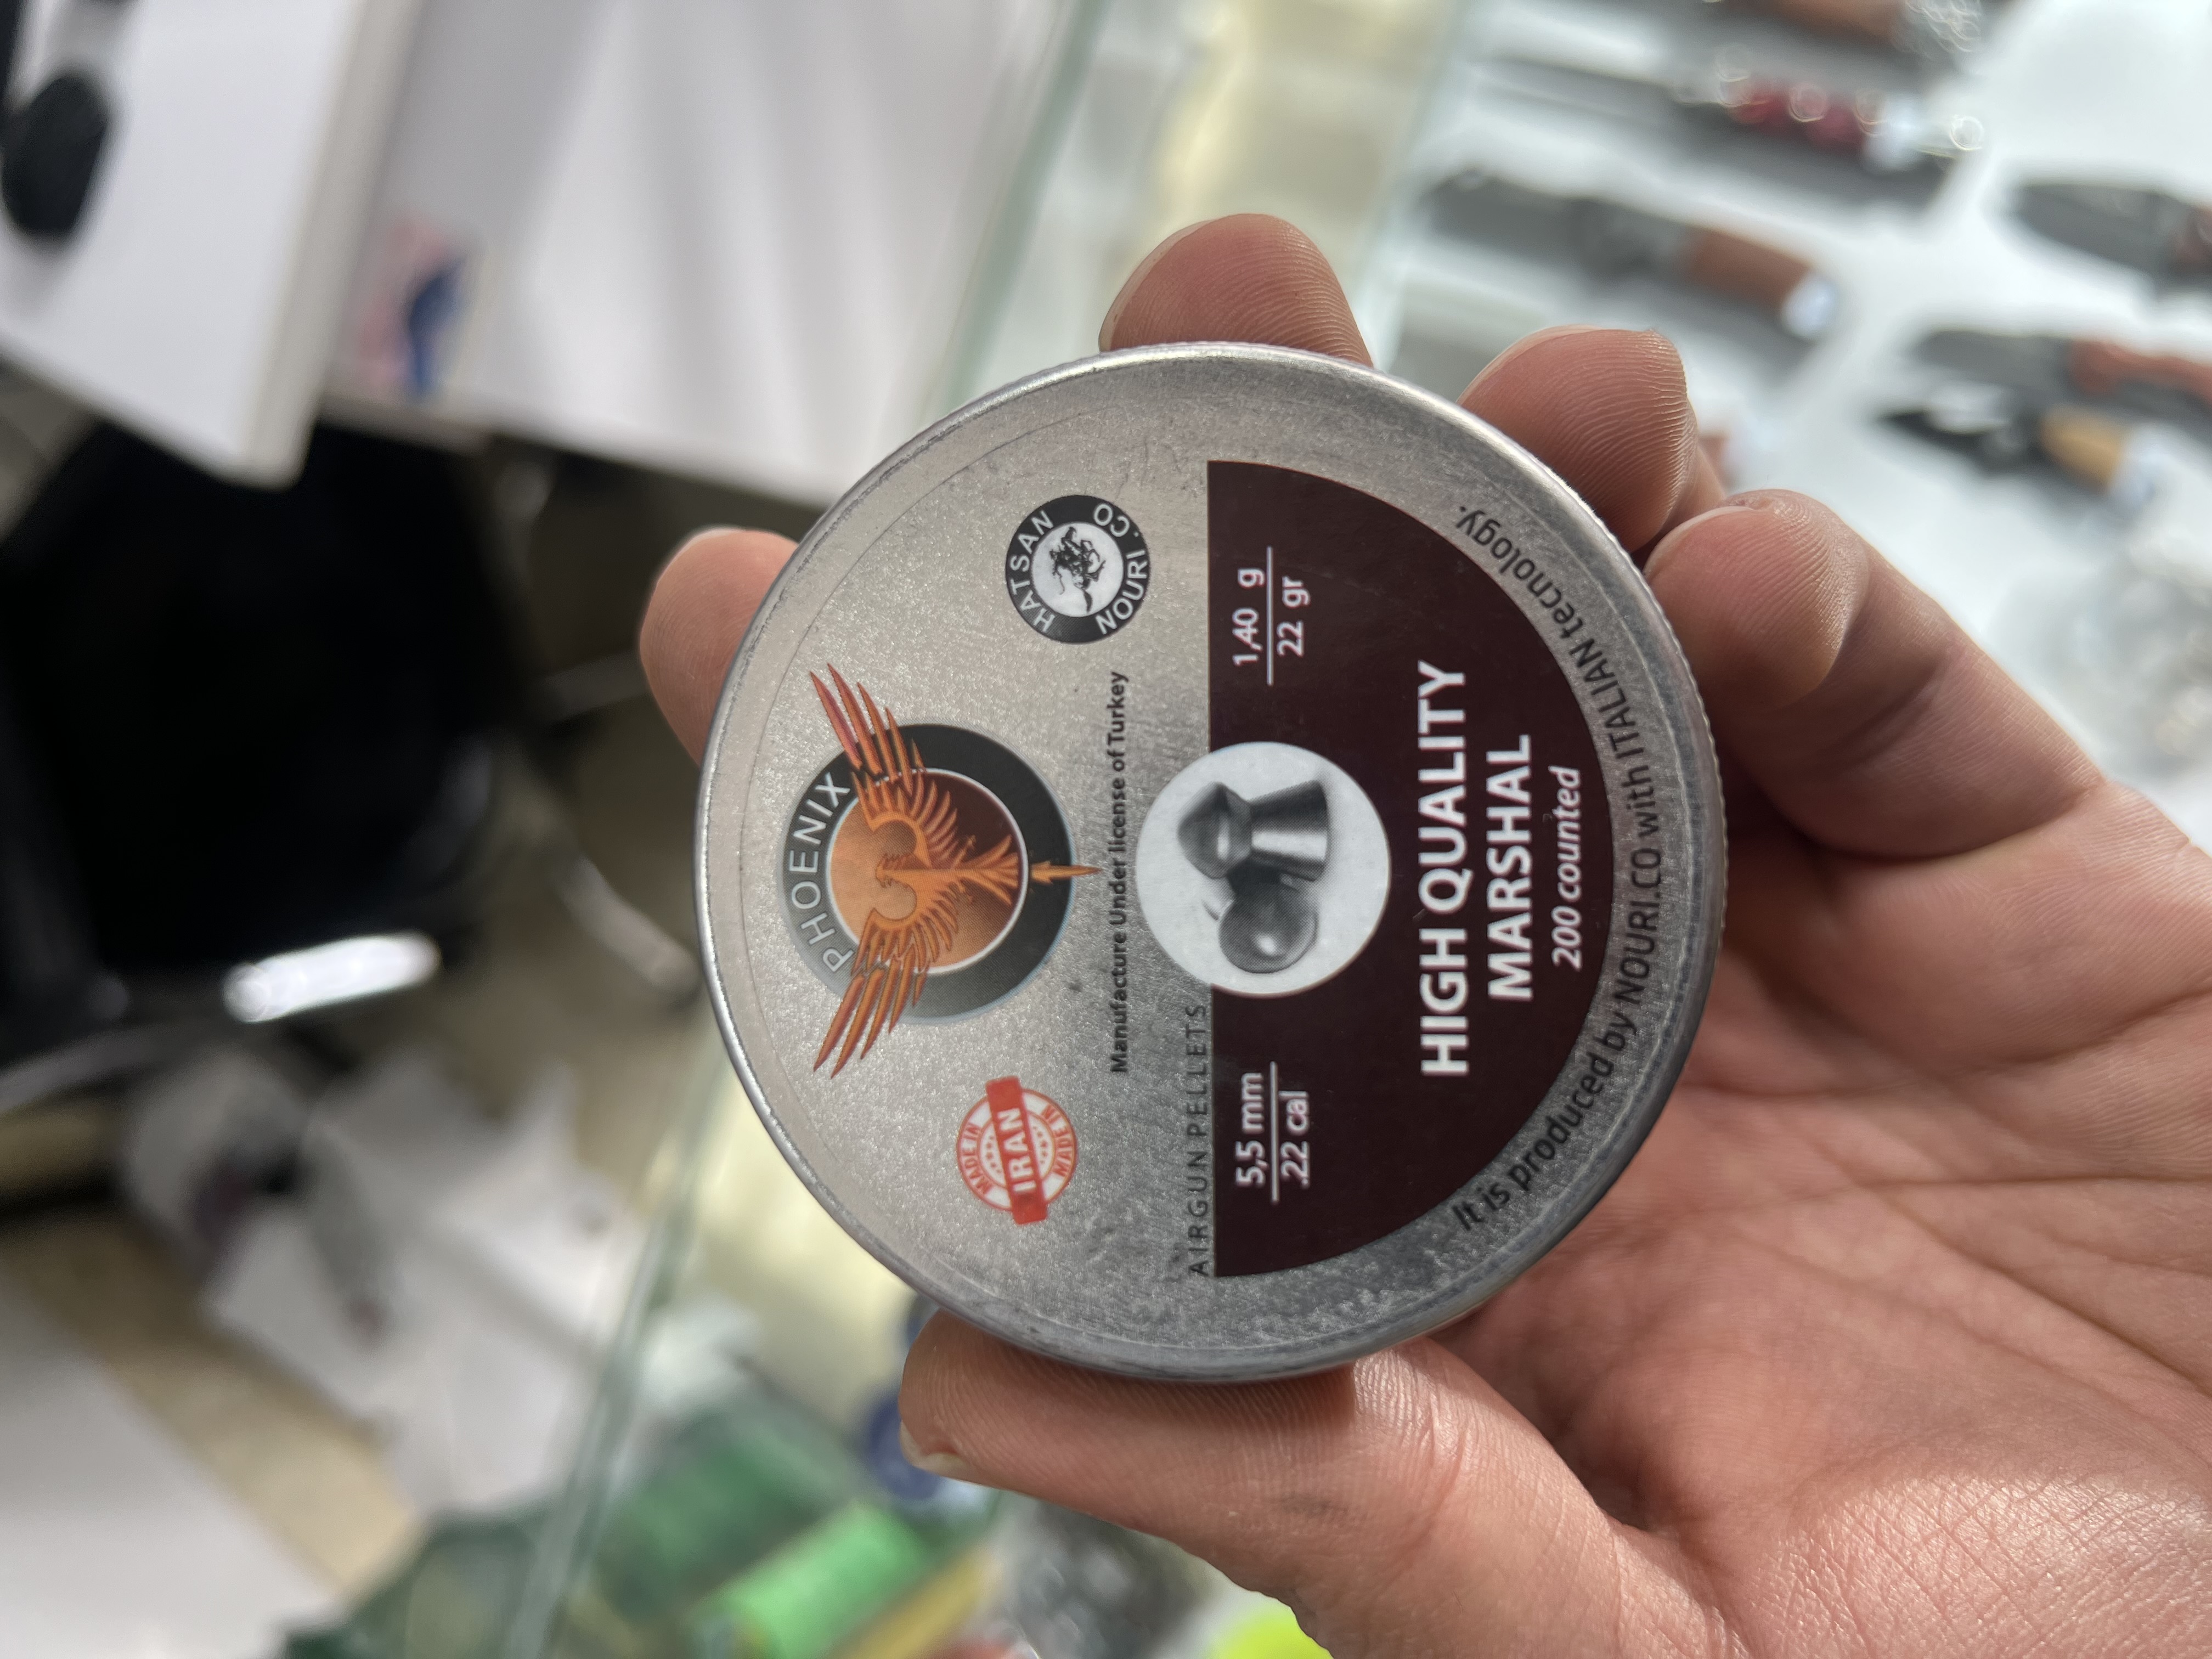 PHOENIX
MADE IN
IRAN
MADE IN
HATSAN
NOURI.CO
Manufacture Under license of Turkey
AIRGUN PELLETS
5,5 mm
.22 cal
1,40 g
22 gr
HIGH QUALITY
MARSHAL
200 counted
It is produced by NOURI.CO with ITALIAN tecnology.